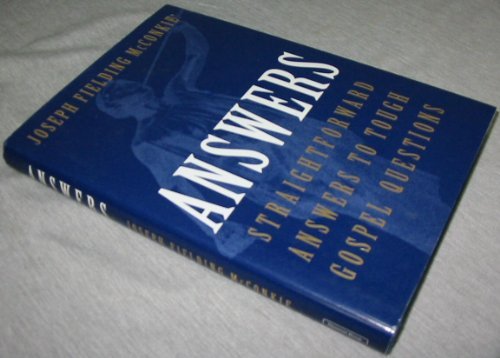 JOSEPH FIELDING McCONKIE
ANSWERS
STRAIGHTFORWARD
ANSWERS TO TOUGH
GOSPEL QUESTIONS
ANSWERS
JOSEPH FIELDING McCONKIE